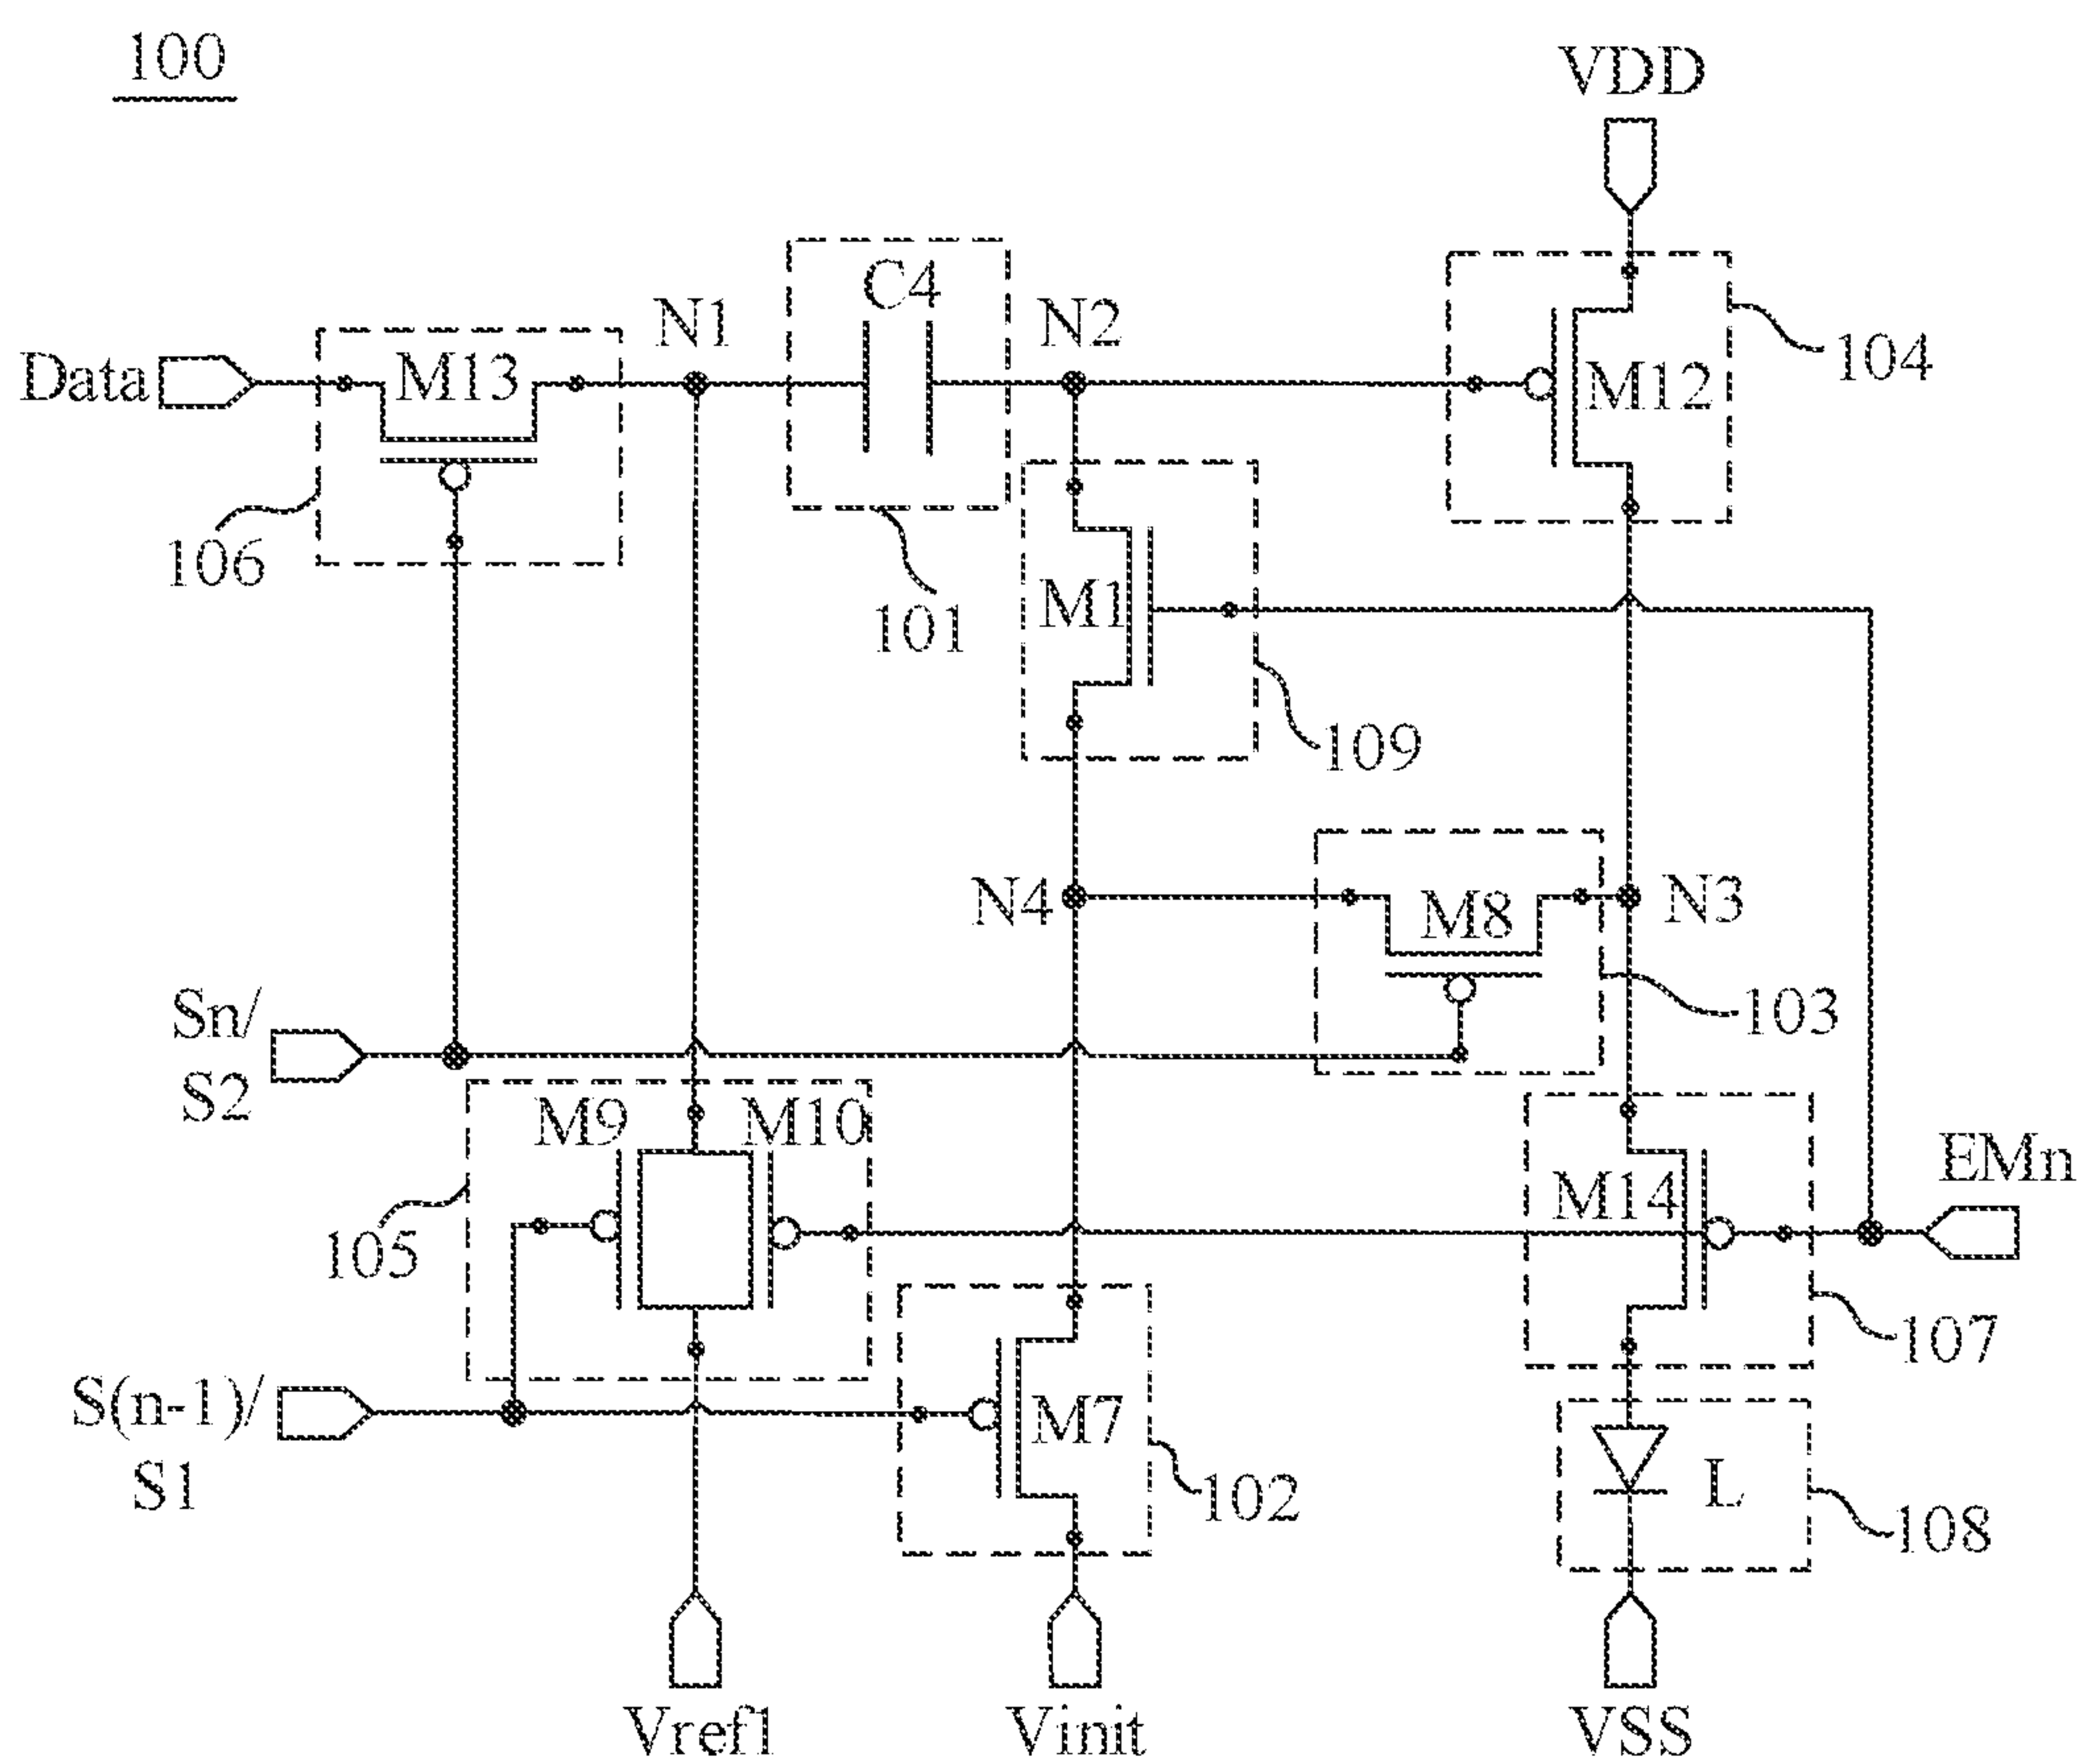 100
VDD
C4
N1
N2
Data
M13
M12
104
106
101
M1
109
N4
M8
N3
Sn/
S2
103
M9
M10
M14
EMn
105
107
S(n-1)/
S1
M7
102
L
108
Vref1
Vinit
VSS